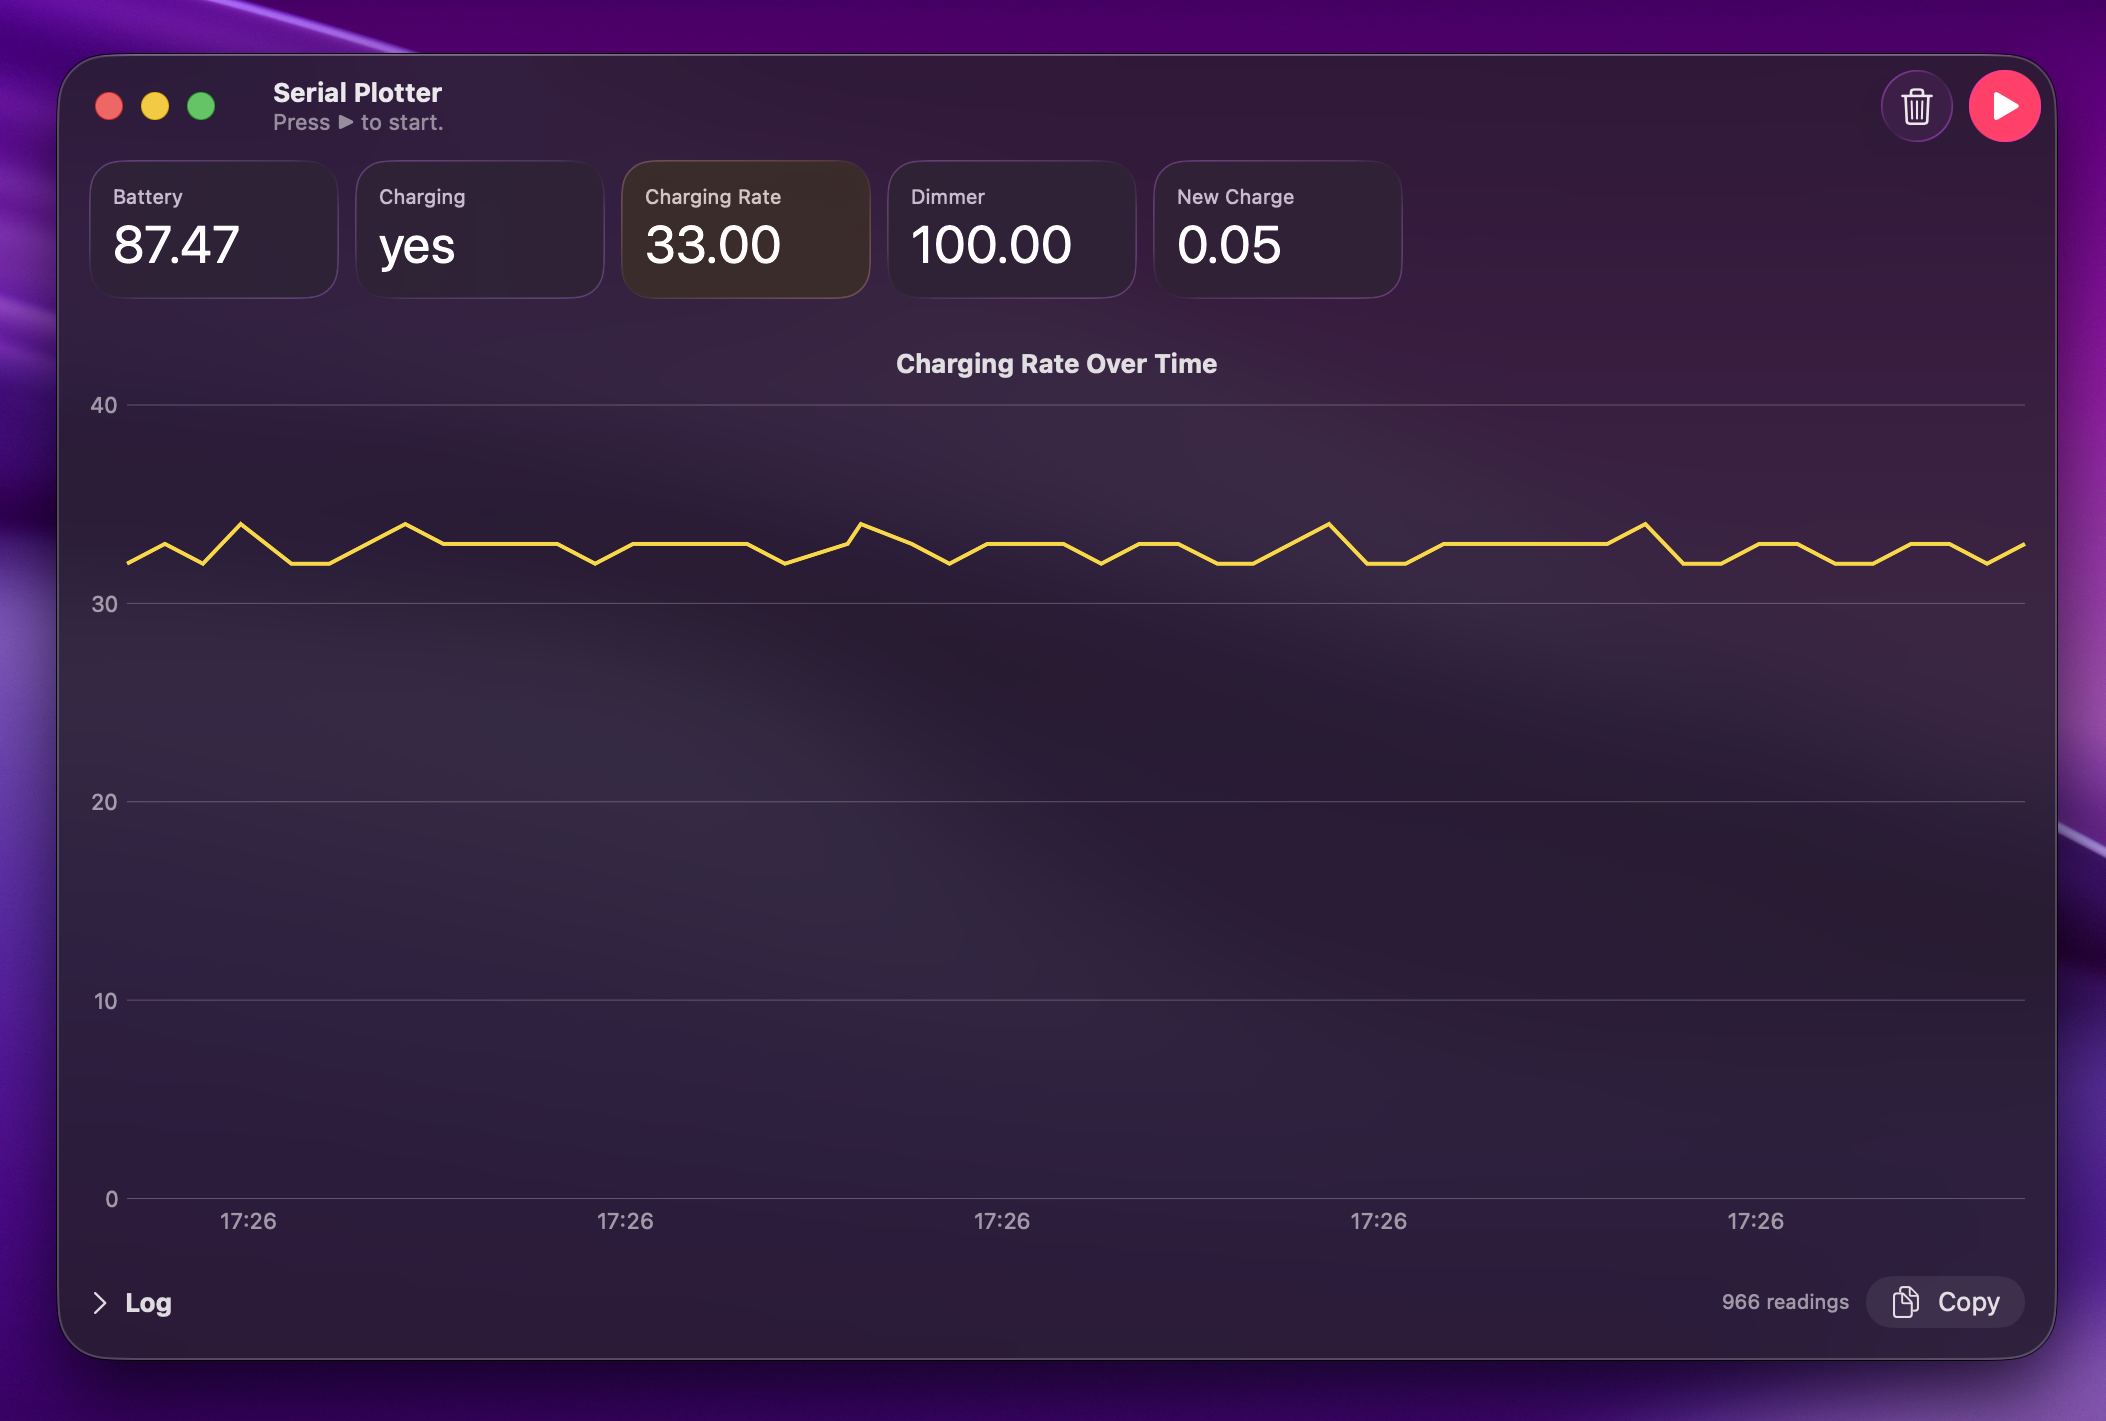 Serial Plotter
Press ▶ to start.
Battery
87.47
Charging
yes
Charging Rate
33.00
Dimmer
100.00
New Charge
0.05
Charging Rate Over Time
40
30
20
10
0
17:26 17:26 17:26 17:26 17:26
Log
966 readings
Copy